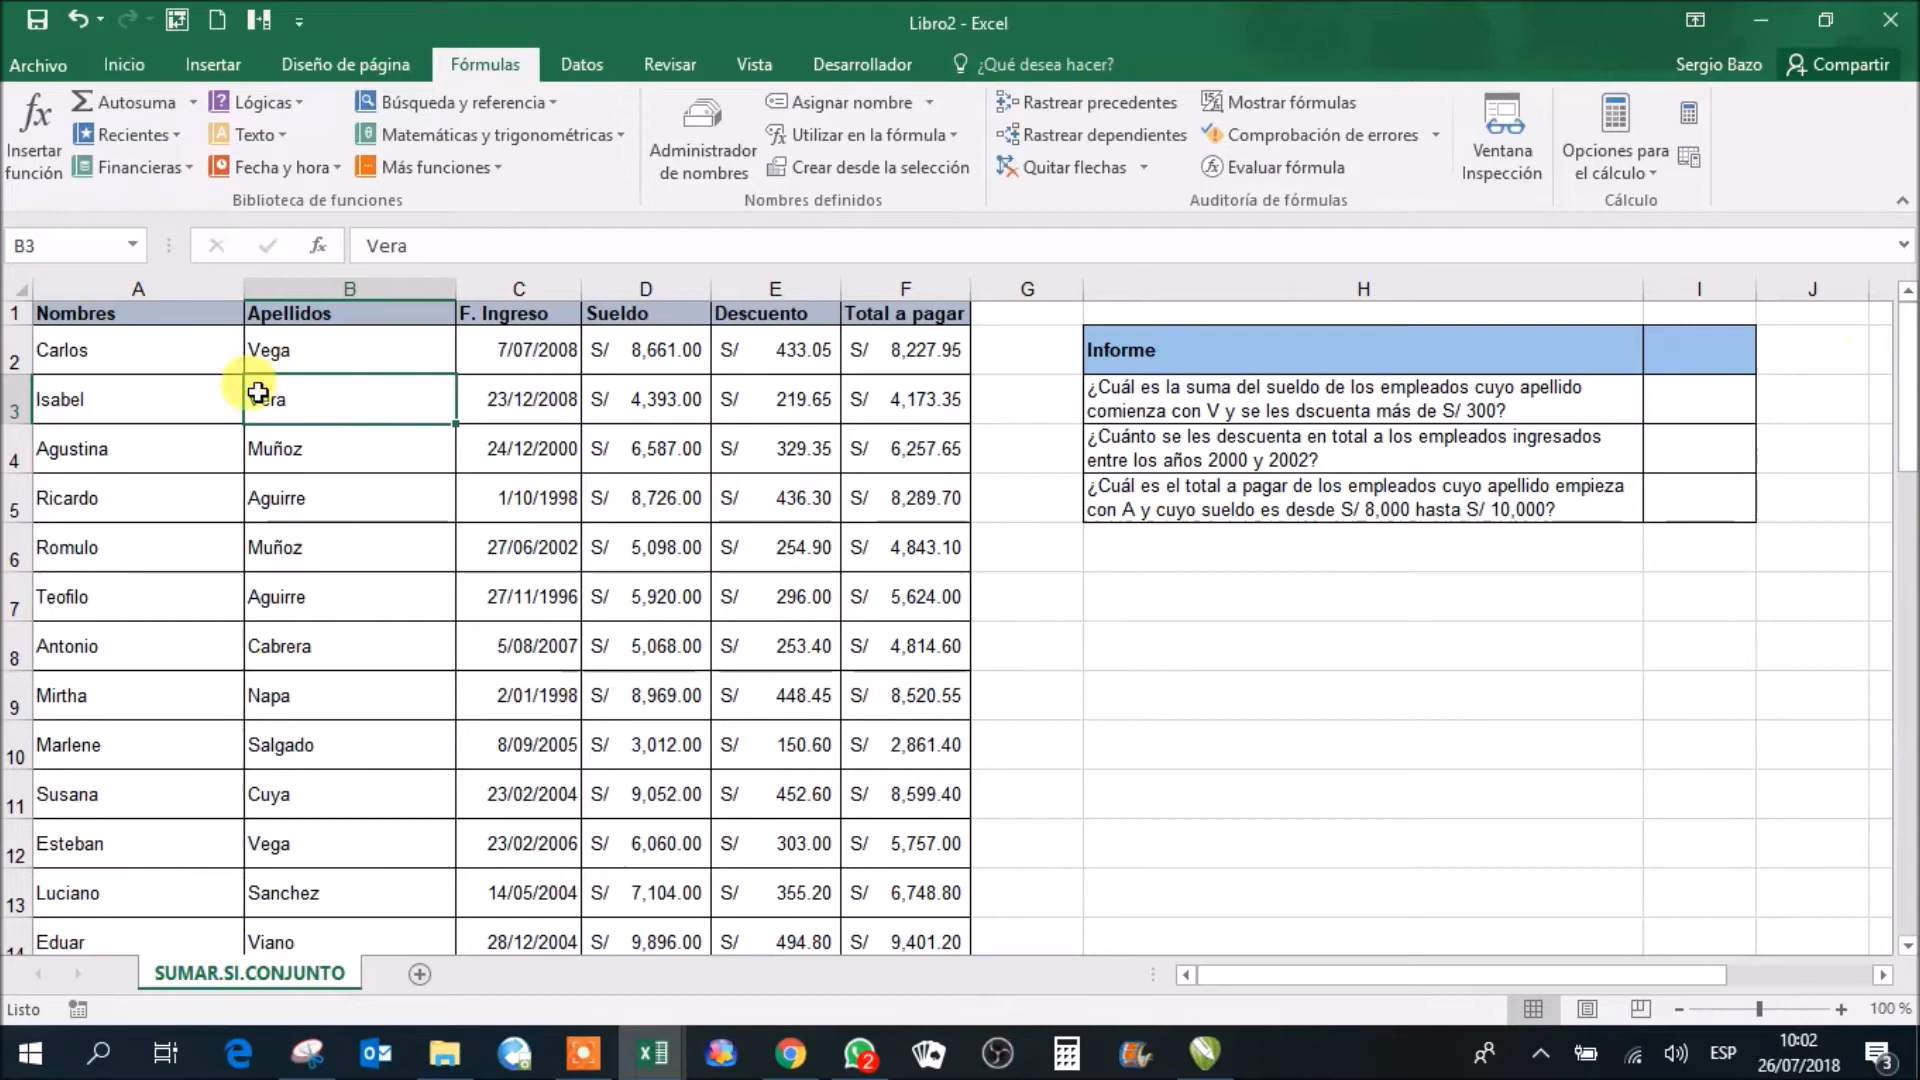 Libro2 - Excel
Archivo Inicio Insertar Diseño de página Fórmulas Datos Revisar Vista Desarrollador ¿Qué desea hacer? Sergio Bazo Compartir
Autosuma Lógicas Búsqueda y referencia Asignar nombre Rastrear precedentes Mostrar fórmulas
Recientes Texto Matemáticas y trigonométricas Utilizar en la fórmula Rastrear dependientes Comprobación de errores
Financieras Fecha y hora Más funciones Crear desde la selección Quitar flechas Evaluar fórmula
Insertar función
Administrador de nombres
Ventana Inspección
Opciones para el cálculo
Biblioteca de funciones Nombres definidos Auditoría de fórmulas Cálculo
B3 fx Vera
A B C D E F G H I J
1 Nombres Apellidos F. Ingreso Sueldo Descuento Total a pagar
2 Carlos Vega 7/07/2008 S/ 8,661.00 S/ 433.05 S/ 8,227.95
3 Isabel Vera 23/12/2008 S/ 4,393.00 S/ 219.65 S/ 4,173.35
4 Agustina Muñoz 24/12/2000 S/ 6,587.00 S/ 329.35 S/ 6,257.65
5 Ricardo Aguirre 1/10/1998 S/ 8,726.00 S/ 436.30 S/ 8,289.70
6 Romulo Muñoz 27/06/2002 S/ 5,098.00 S/ 254.90 S/ 4,843.10
7 Teofilo Aguirre 27/11/1996 S/ 5,920.00 S/ 296.00 S/ 5,624.00
8 Antonio Cabrera 5/08/2007 S/ 5,068.00 S/ 253.40 S/ 4,814.60
9 Mirtha Napa 2/01/1998 S/ 8,969.00 S/ 448.45 S/ 8,520.55
10 Marlene Salgado 8/09/2005 S/ 3,012.00 S/ 150.60 S/ 2,861.40
11 Susana Cuya 23/02/2004 S/ 9,052.00 S/ 452.60 S/ 8,599.40
12 Esteban Vega 23/02/2006 S/ 6,060.00 S/ 303.00 S/ 5,757.00
13 Luciano Sanchez 14/05/2004 S/ 7,104.00 S/ 355.20 S/ 6,748.80
14 Eduar Viano 28/12/2004 S/ 9,896.00 S/ 494.80 S/ 9,401.20
Informe
¿Cuál es la suma del sueldo de los empleados cuyo apellido
comienza con V y se les dscuenta más de S/ 300?
¿Cuánto se les descuenta en total a los empleados ingresados
entre los años 2000 y 2002?
¿Cuál es el total a pagar de los empleados cuyo apellido empieza
con A y cuyo sueldo es desde S/ 8,000 hasta S/ 10,000?
SUMAR.SI.CONJUNTO
Listo 100 %
2 ESP 10:02
26/07/2018 3